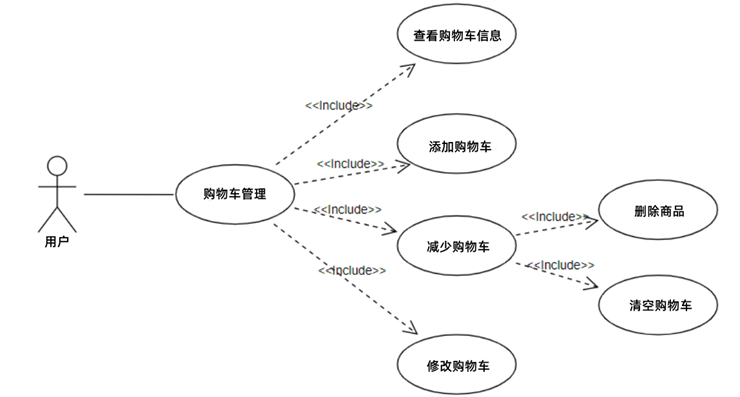 查看购物车信息
<<Include>>
添加购物车
<<Include>>
购物车管理
用户
<<Include>>
减少购物车
<<Include>>
删除商品
<<Include>>
清空购物车
<<Include>>
修改购物车